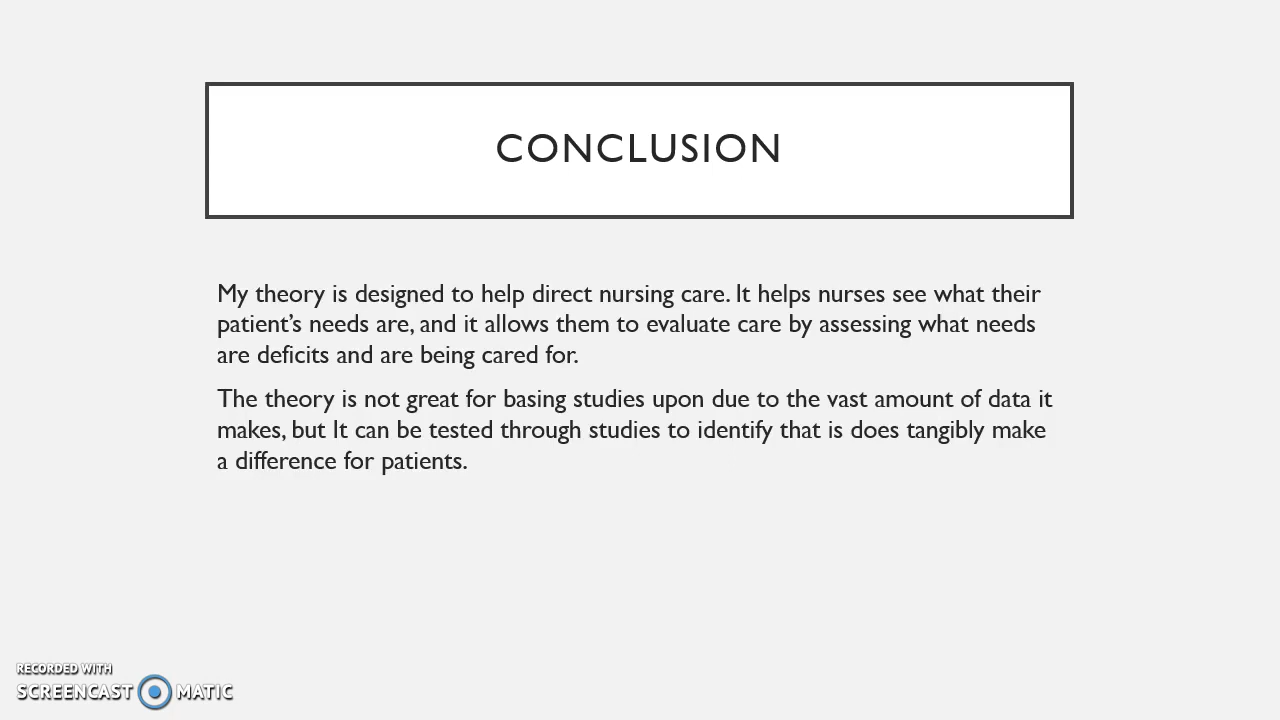 CONCLUSION
My theory is designed to help direct nursing care. It helps nurses see what their
patient’s needs are, and it allows them to evaluate care by assessing what needs
are deficits and are being cared for.
The theory is not great for basing studies upon due to the vast amount of data it
makes, but It can be tested through studies to identify that is does tangibly make
a difference for patients.
RECORDED WITH
SCREENCAST MATIC